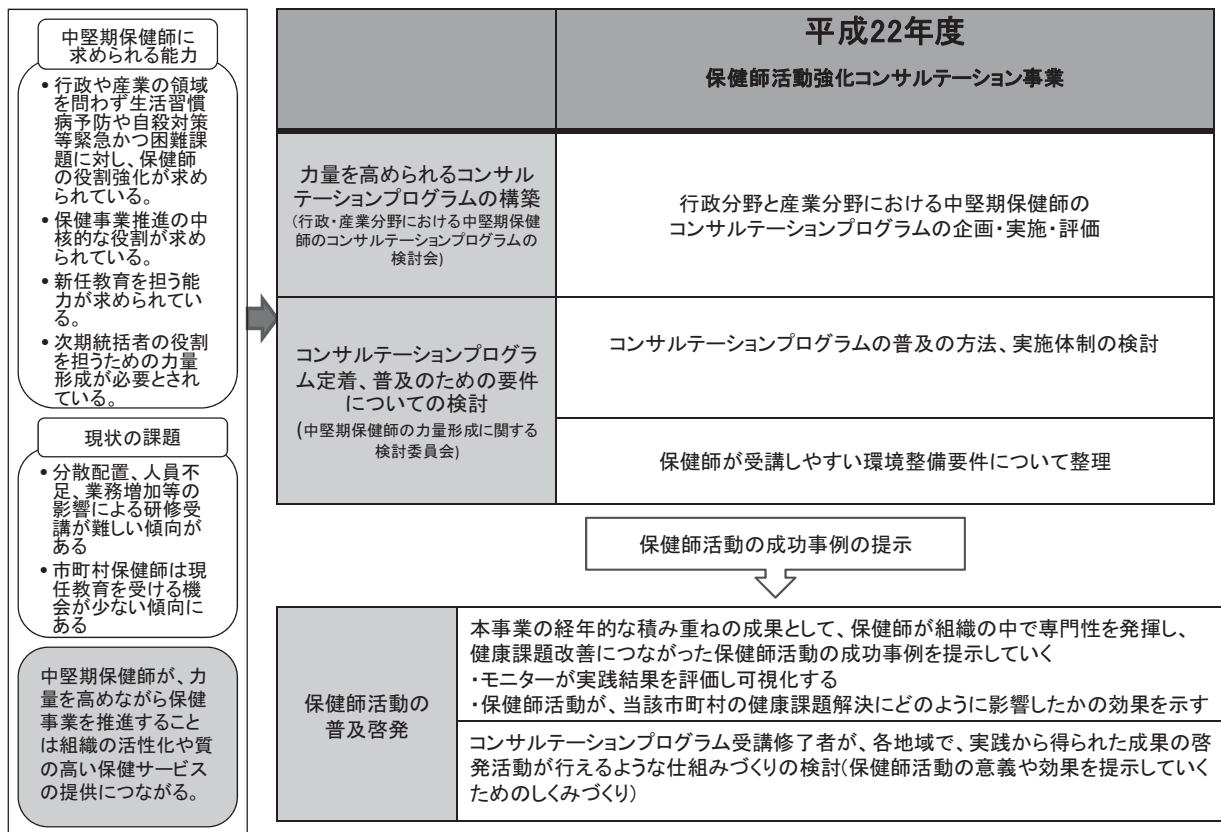 中堅期保健師に
求められる能力
•行政や産業の領域
を問わず生活習慣
病予防や自殺対策
等緊急かつ困難課
題に対し、保健師
の役割強化が求め
られている。
•保健事業推進の中
核的な役割が求め
られている。
•新任教育を担う能
力が求められてい
る。
•次期統括者の役割
を担うための力量
形成が必要とされ
ている。
現状の課題
•分散配置、人員不
足、業務増加等の
影響による研修受
講が難しい傾向が
ある
•市町村保健師は現
任教育を受ける機
会が少ない傾向に
ある
中堅期保健師が、力
量を高めながら保健
事業を推進すること
は組織の活性化や質
の高い保健サービス
の提供につながる。
平成22年度
保健師活動強化コンサルテーション事業
力量を高められるコンサル
テーションプログラムの構築
(行政・産業分野における中堅期保健
師のコンサルテーションプログラムの
検討会)
行政分野と産業分野における中堅期保健師の
コンサルテーションプログラムの企画・実施・評価
コンサルテーションプログラ
ム定着、普及のための要件
についての検討
(中堅期保健師の力量形成に関する
検討委員会)
コンサルテーションプログラムの普及の方法、実施体制の検討
保健師が受講しやすい環境整備要件について整理
保健師活動の成功事例の提示
保健師活動の
普及啓発
本事業の経年的な積み重ねの成果として、保健師が組織の中で専門性を発揮し、
健康課題改善につながった保健師活動の成功事例を提示していく
・モニターが実践結果を評価し可視化する
・保健師活動が、当該市町村の健康課題解決にどのように影響したかの効果を示す
コンサルテーションプログラム受講修了者が、各地域で、実践から得られた成果の啓
発活動が行えるような仕組みづくりの検討(保健師活動の意義や効果を提示していく
ためのしくみづくり)